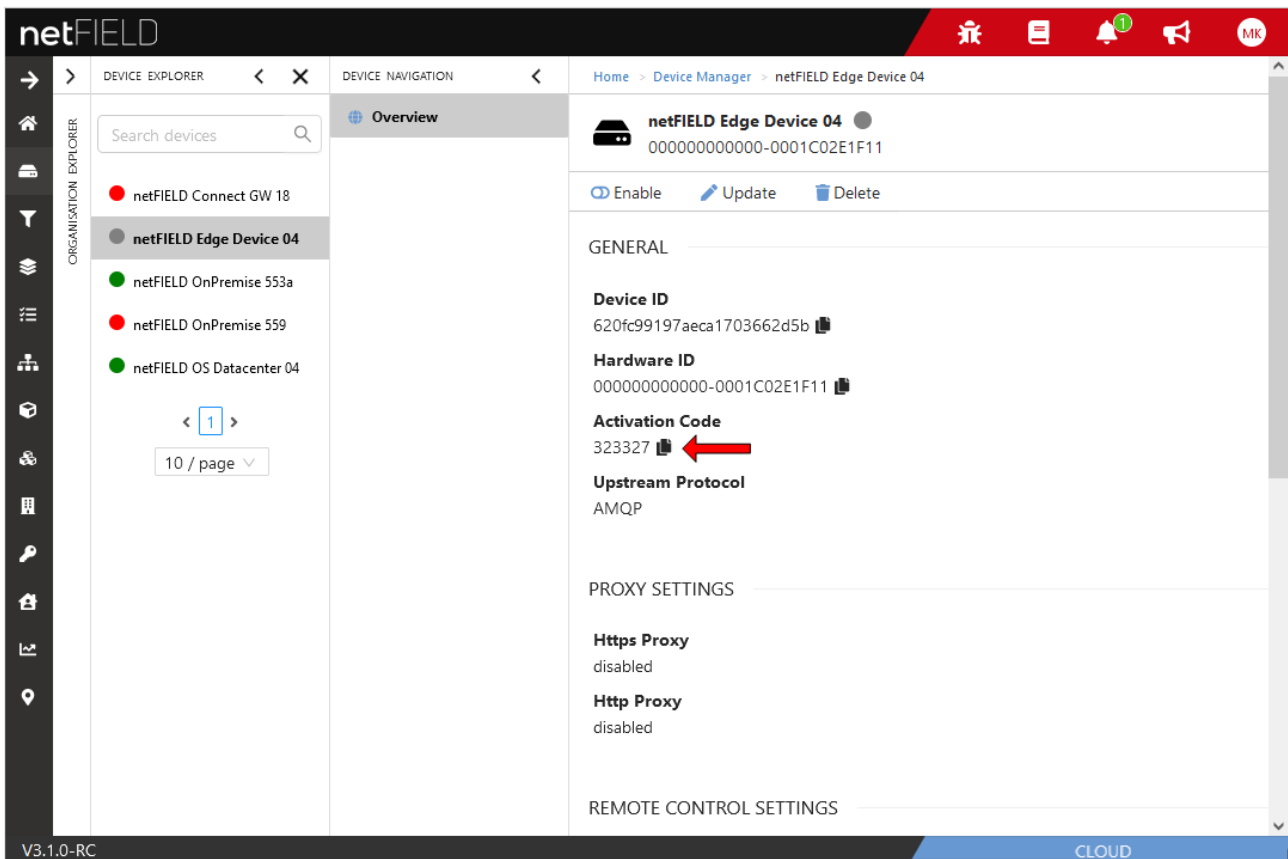 netFIELD
1
MK
DEVICE EXPLORER
DEVICE NAVIGATION
Home > Device Manager > netFIELD Edge Device 04
ORGANISATION EXPLORER
Search devices
Overview
netFIELD Edge Device 04
000000000000-0001C02E1F11
netFIELD Connect GW 18
netFIELD Edge Device 04
netFIELD OnPremise 553a
netFIELD OnPremise 559
netFIELD OS Datacenter 04
< 1 >
10 / page
Enable Update Delete
GENERAL
Device ID
620fc99197aeca1703662d5b
Hardware ID
000000000000-0001C02E1F11
Activation Code
323327
Upstream Protocol
AMQP
PROXY SETTINGS
Https Proxy
disabled
Http Proxy
disabled
REMOTE CONTROL SETTINGS
V3.1.0-RC
CLOUD